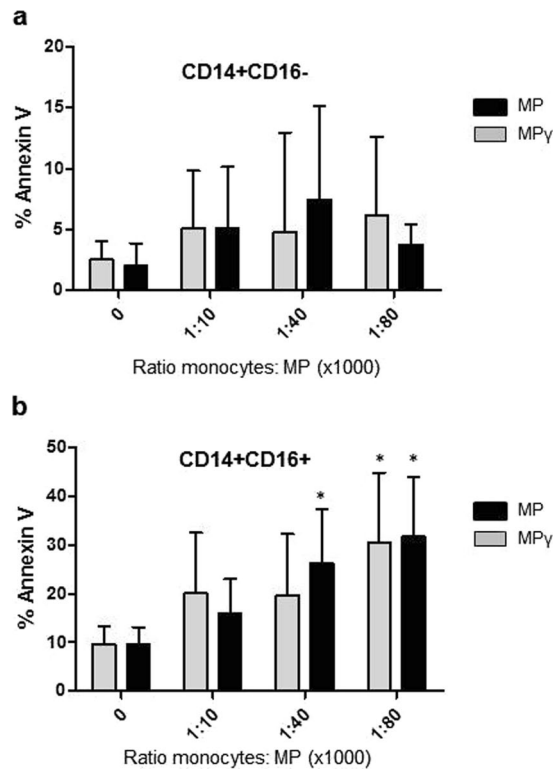 a
20
15
10
5
0
% Annexin V
CD14+CD16-
MP
MPγ
0
1:10
1:40
1:80
Ratio monocytes: MP (x1000)
b
50
40
30
20
10
0
% Annexin V
CD14+CD16+
*
*
*
MP
MPγ
0
1:10
1:40
1:80
Ratio monocytes: MP (x1000)